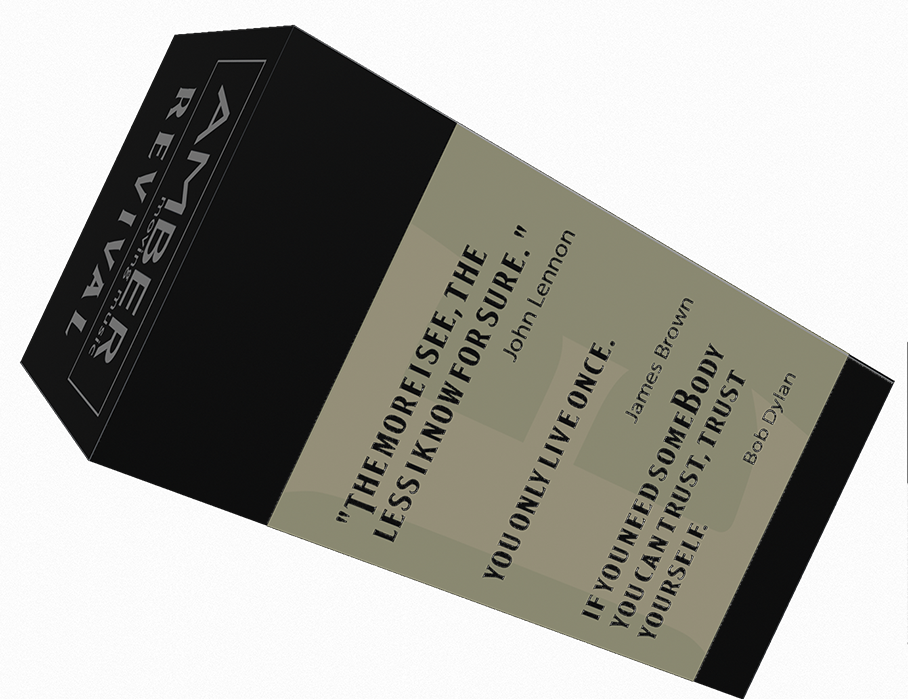 AMBER
moving music
REVIVAL
"THE MORE I SEE, THE
LESS I KNOW FOR SURE. "
John Lennon
YOU ONLY LIVE ONCE.
James Brown
IF YOU NEED SOMEBODY
YOU CAN TRUST, TRUST
YOURSELF.
Bob Dylan